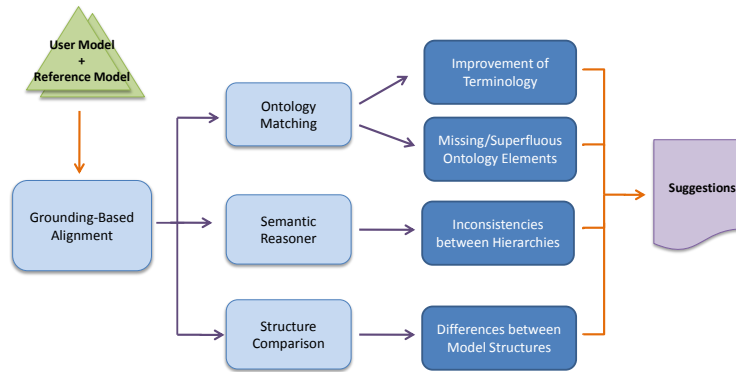 User Model
+
Reference Model
Grounding-Based
Alignment
Ontology
Matching
Semantic
Reasoner
Structure
Comparison
Improvement of
Terminology
Missing/Superfluous
Ontology Elements
Inconsistencies
between Hierarchies
Differences between
Model Structures
Suggestions